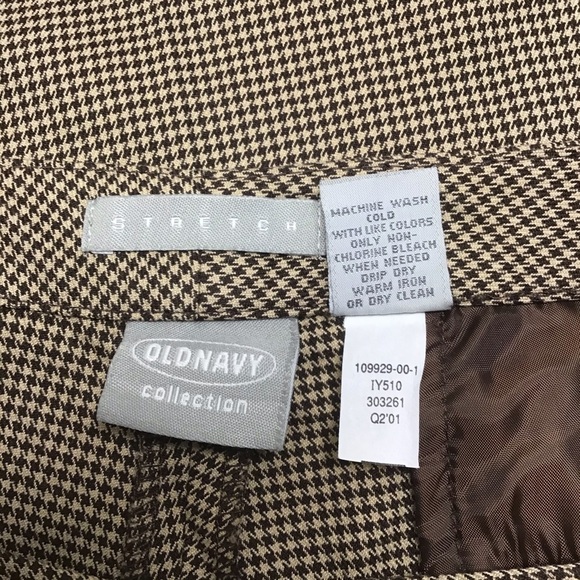 STRETCH
MACHINE WASH
COLD
WITH LIKE COLORS
ONLY NON-
CHLORINE BLEACH
WHEN NEEDED
DRIP DRY
WARM IRON
OR DRY CLEAN
OLDNAVY
collection
109929-00-1
IY510
303261
Q2'01